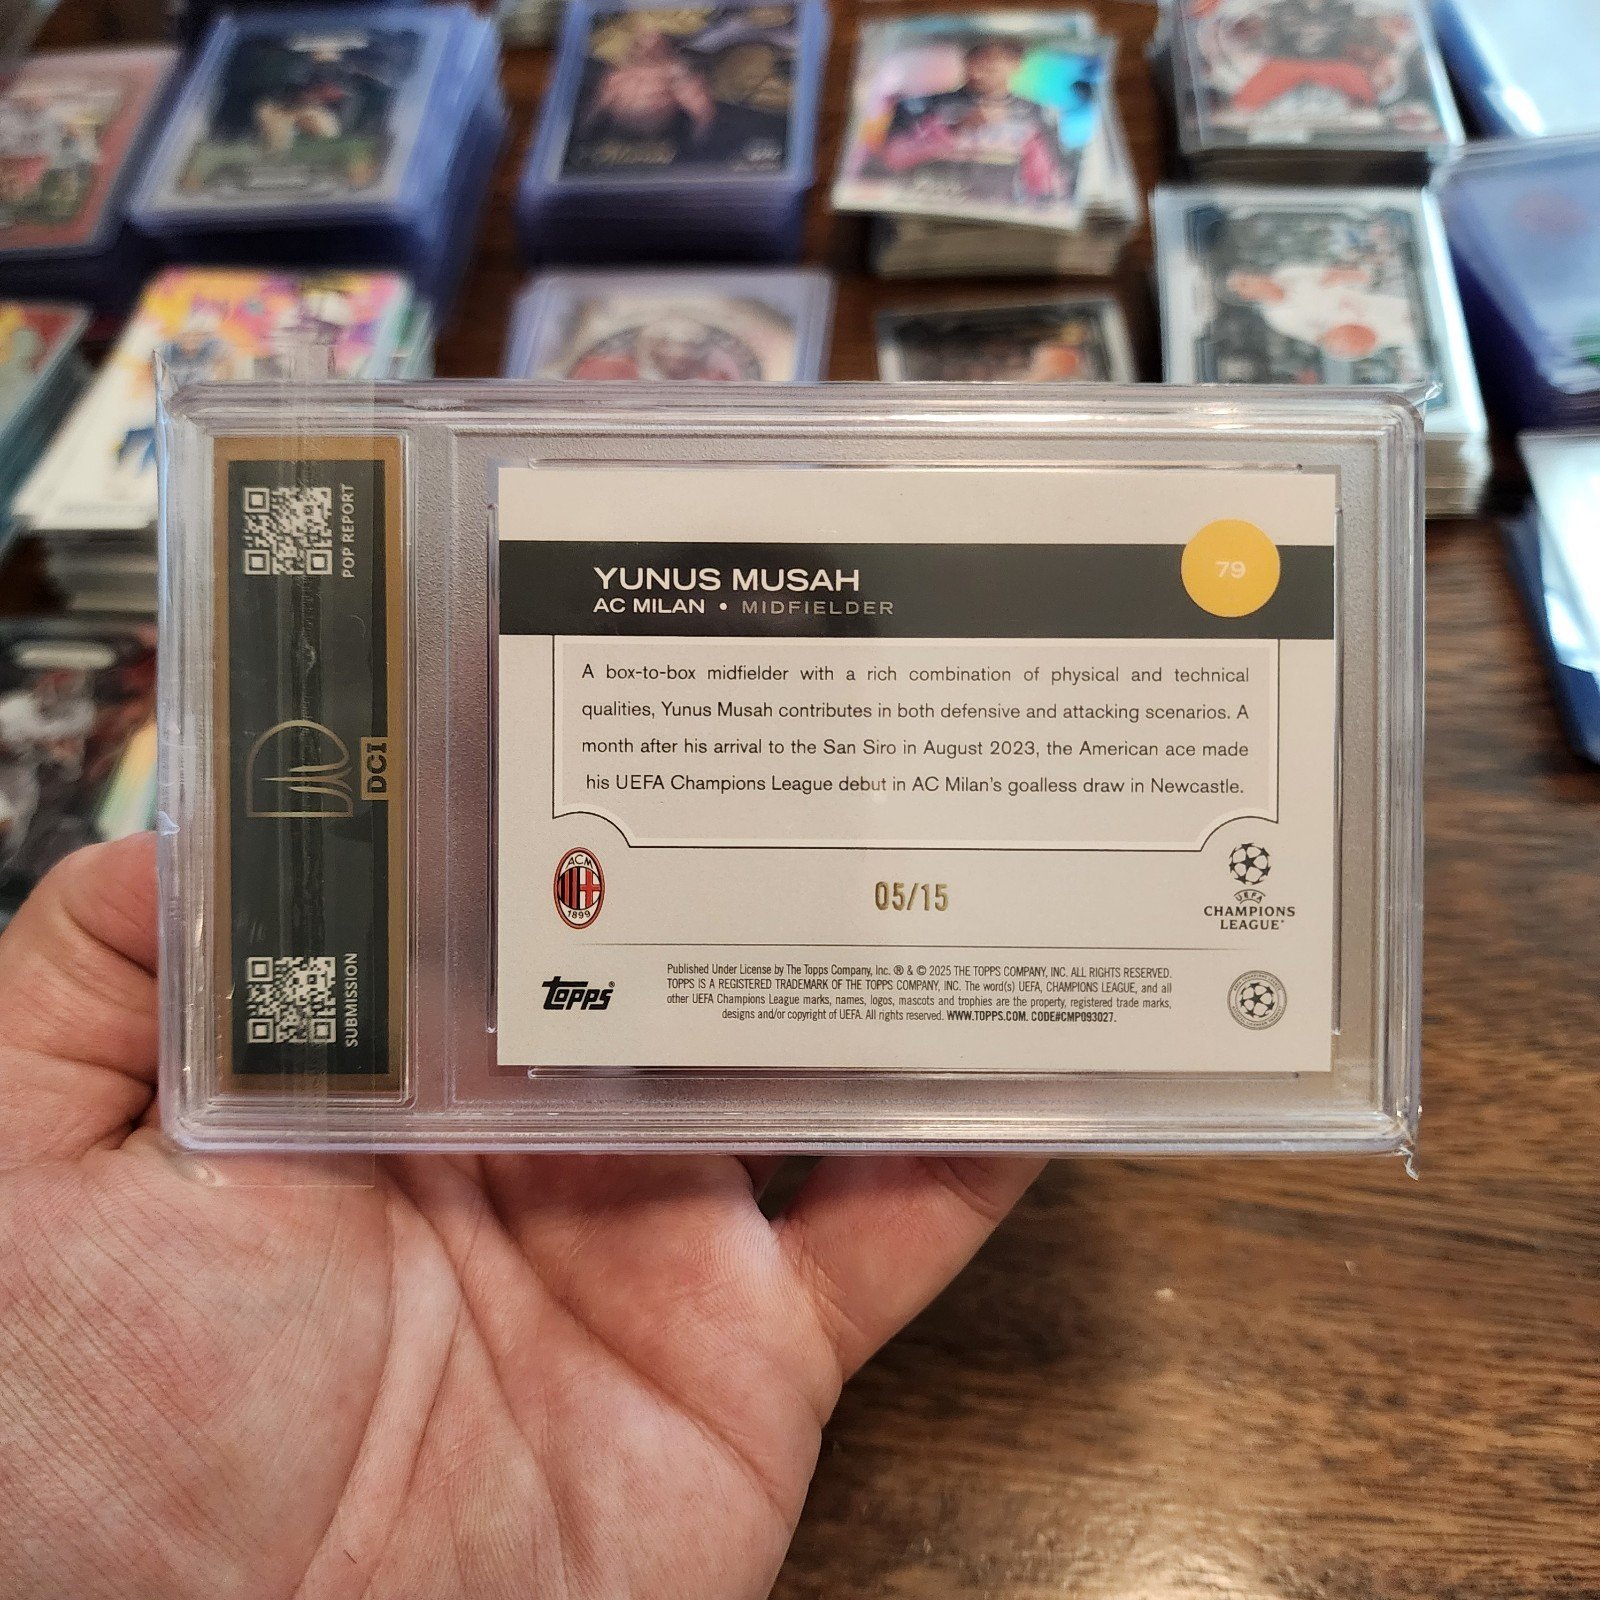 POP REPORT
DCI
SUBMISSION
YUNUS MUSAH
AC MILAN • MIDFIELDER
79
A box-to-box midfielder with a rich combination of physical and technical
qualities, Yunus Musah contributes in both defensive and attacking scenarios. A
month after his arrival to the San Siro in August 2023, the American ace made
his UEFA Champions League debut in AC Milan's goalless draw in Newcastle.
ACM
1899
05/15
UEFA
CHAMPIONS
LEAGUE
Topps®
Published Under License by The Topps Company, Inc. ® & © 2025 THE TOPPS COMPANY, INC. ALL RIGHTS RESERVED.
TOPPS IS A REGISTERED TRADEMARK OF THE TOPPS COMPANY, INC. The word(s) UEFA, CHAMPIONS LEAGUE, and all
other UEFA Champions League marks, names, logos, mascots and trophies are the property, registered trade marks,
designs and/or copyright of UEFA. All rights reserved. WWW.TOPPS.COM. CODE#CMP093027.